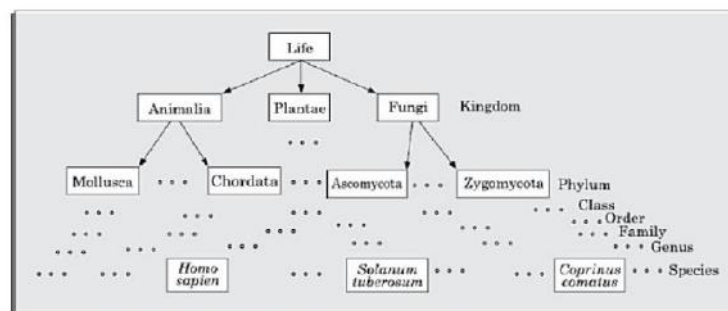 Life
Animalia Plantae Fungi Kingdom
Mollusca Chordata Ascomycota Zygomycota Phylum
Class
Order
Family
Genus
Homo
sapien
Solanum
tuberosum
Coprinus
comatus
Species